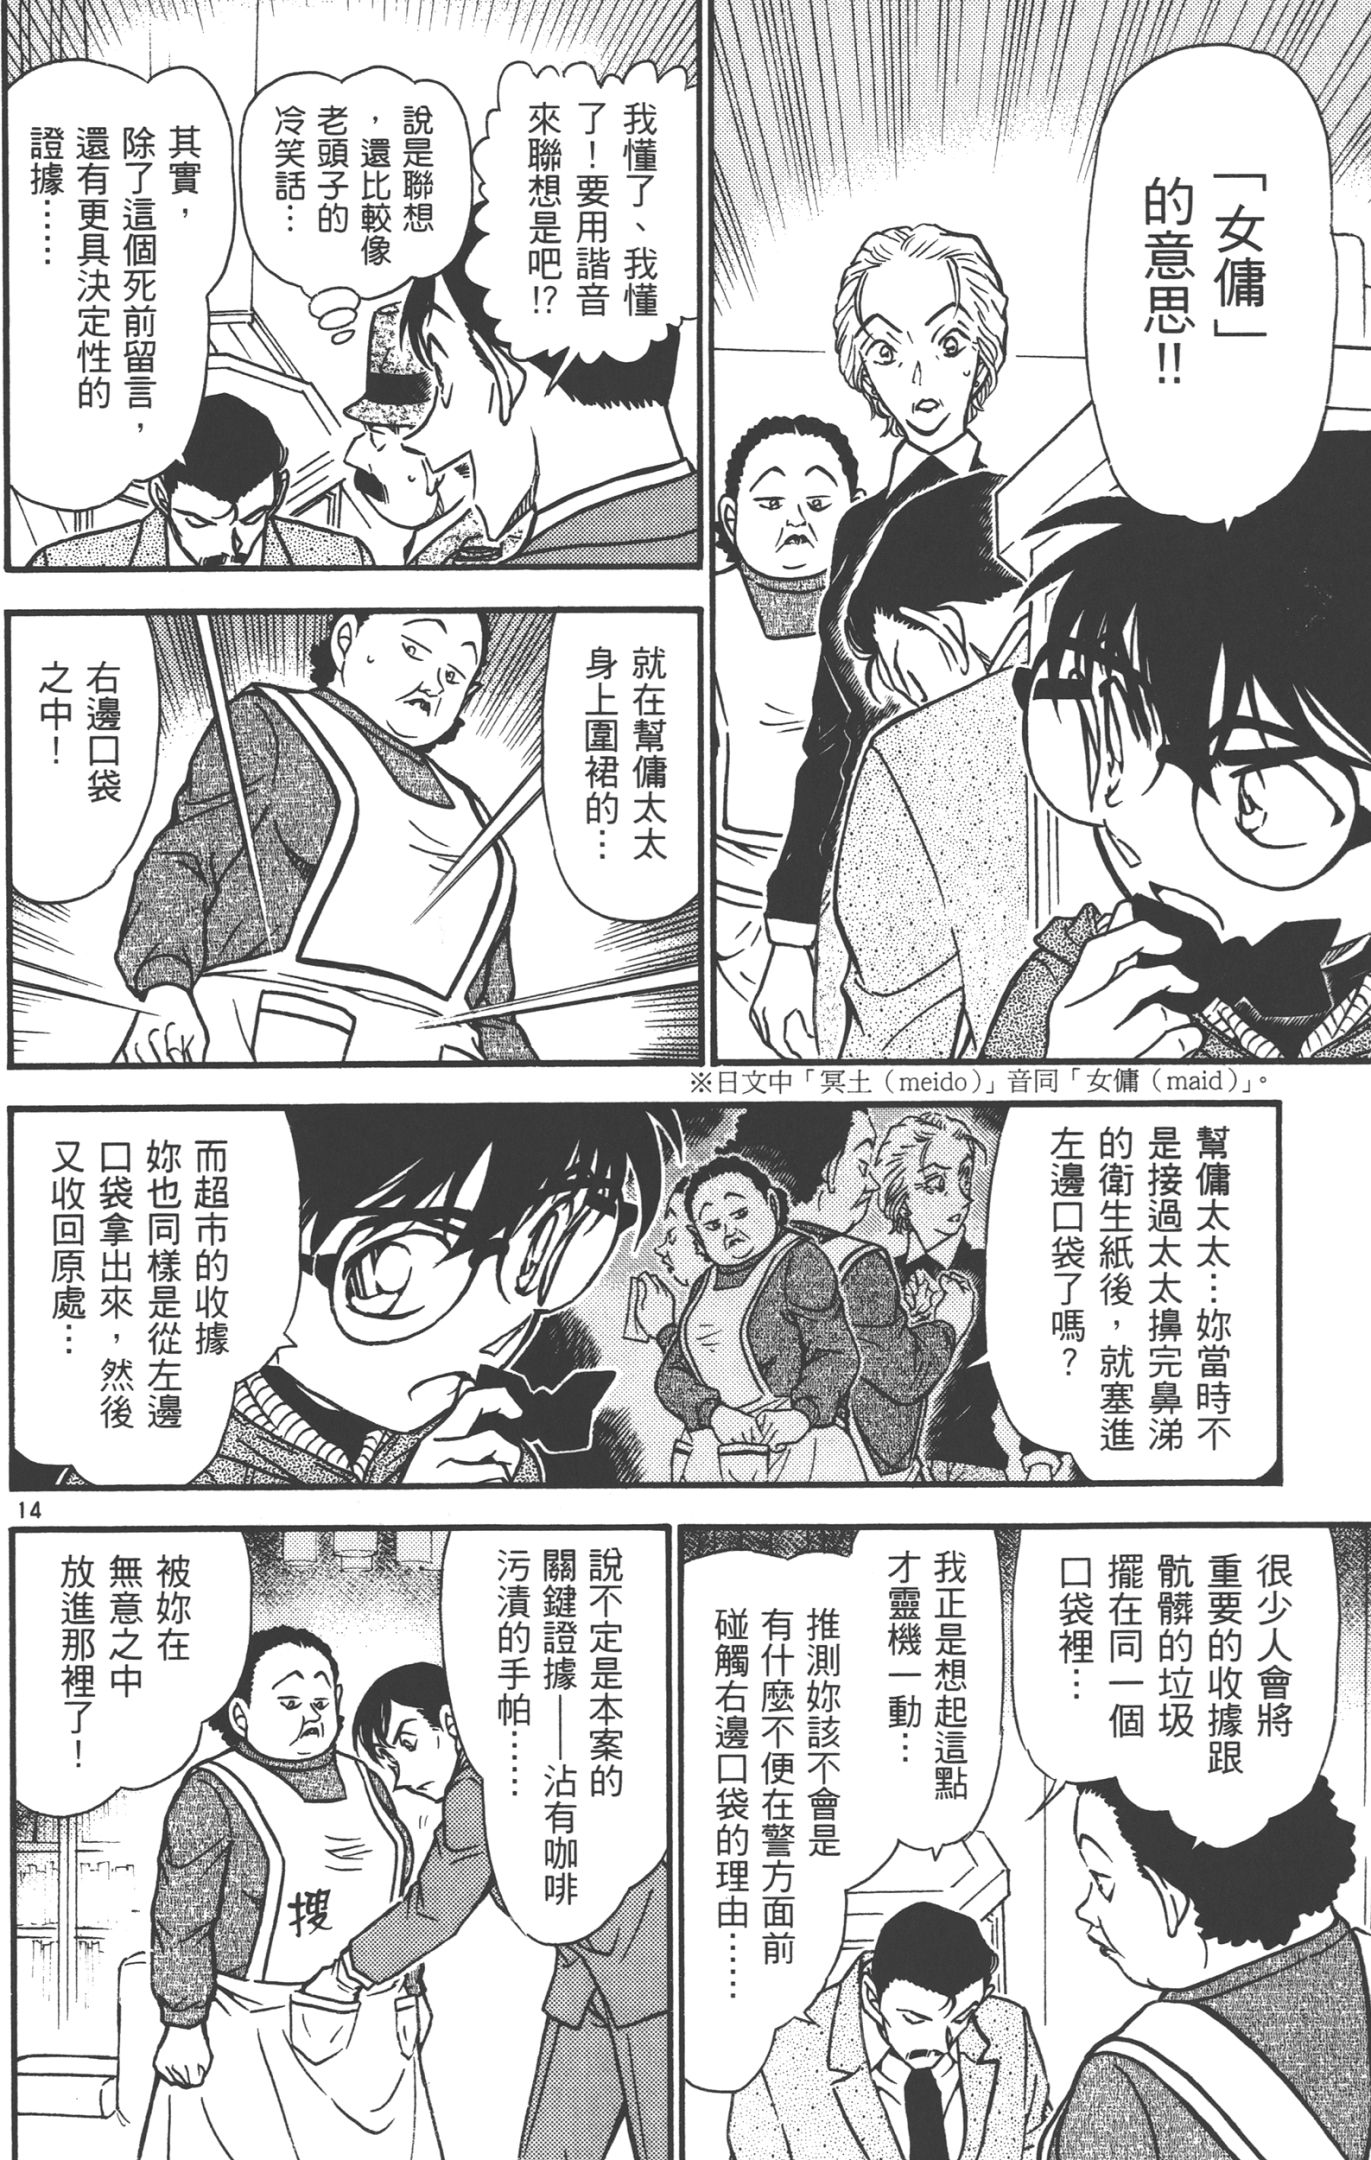 「女傭」
的意思!!
我懂了、我懂
了！要用諧音
來聯想是吧!?
說是聯想
，還比較像
老頭子的
冷笑話…
其實，
除了這個死前留言，
還有更具決定性的
證據……
就在幫傭太太
身上圍裙的…
右邊口袋
之中！
※日文中「冥土（meido）」音同「女傭（maid）」。
幫傭太太…妳當時不
是接過太太擤完鼻涕
的衛生紙後，就塞進
左邊口袋了嗎？
而超市的收據
妳也同樣是從左邊
口袋拿出來，然後
又收回原處…
14
很少人會將
重要的收據跟
骯髒的垃圾
擺在同一個
口袋裡…
我正是想起這點
才靈機一動…
推測妳該不會是
有什麼不便在警方面前
碰觸右邊口袋的理由……
說不定是本案的
關鍵證據——沾有咖啡
污漬的手帕……
搜
被妳在
無意之中
放進那裡了！